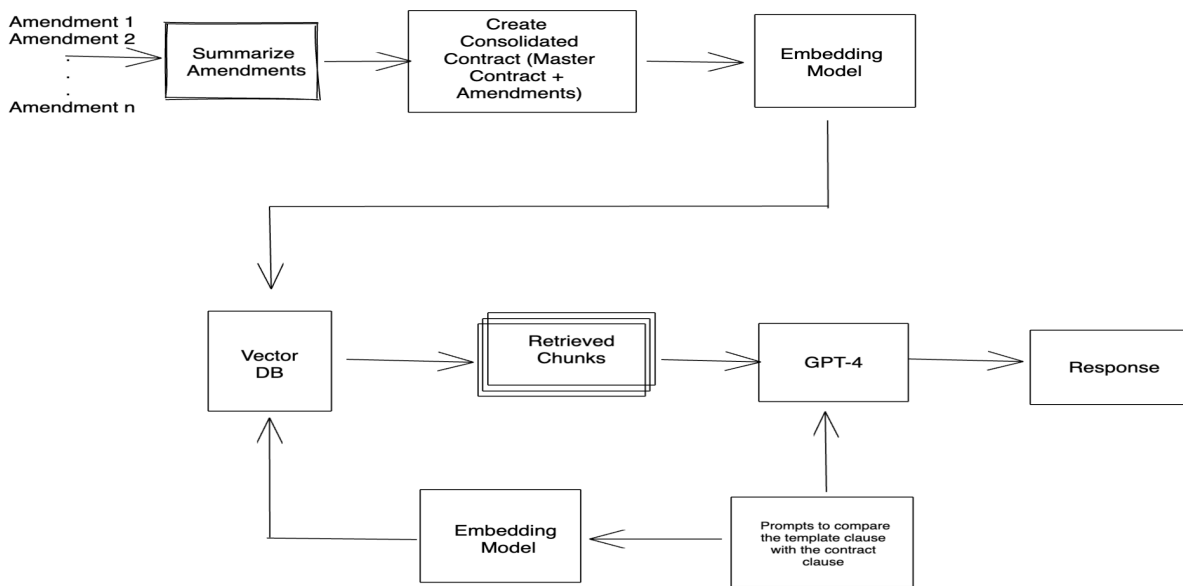 Amendment 1
Amendment 2
.
.
.
Amendment n
Summarize
Amendments
Create
Consolidated
Contract (Master
Contract +
Amendments)
Embedding
Model
Vector
DB
Retrieved
Chunks
GPT-4
Response
Embedding
Model
Prompts to compare
the template clause
with the contract
clause